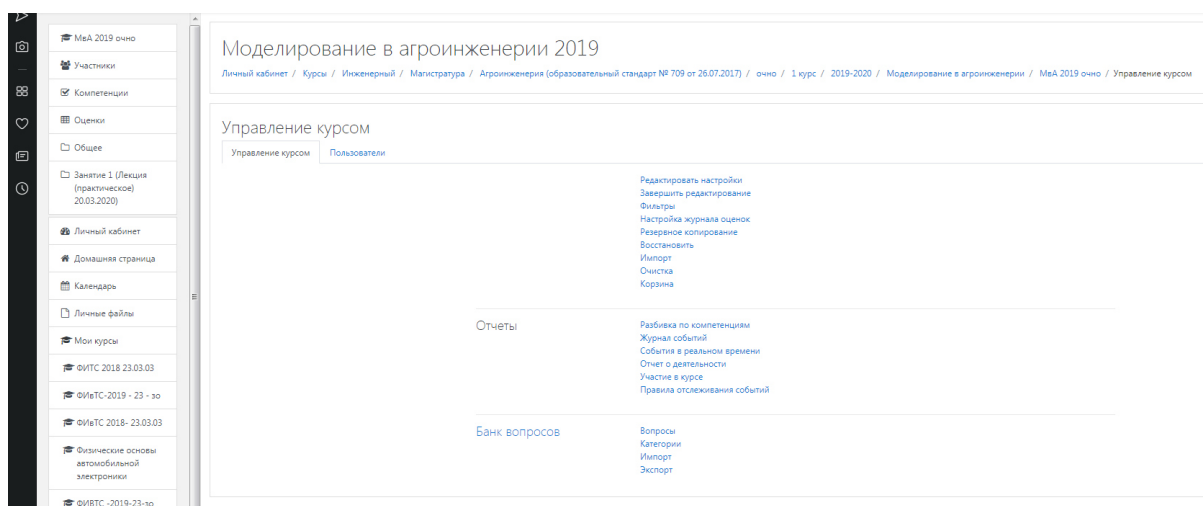 МвА 2019 очно
Участники
Компетенции
Оценки
Общее
Занятие 1 (Лекция
(практическое)
20.03.2020)
Личный кабинет
Домашняя страница
Календарь
Личные файлы
Мои курсы
ФИТС 2018 23.03.03
ФИвТС-2019 - 23 - зо
ФИвТС 2018- 23.03.03
Физические основы
автомобильной
электроники
ФИВТС -2019-23-зо.
Моделирование в агроинженерии 2019
Личный кабинет / Курсы / Инженерный / Магистратура / Агроинженерия (образовательный стандарт № 709 от 26.07.2017) / очно / 1 курс / 2019-2020 / Моделирование в агроинженерии / МвА 2019 очно / Управление курсом
Управление курсом
Управление курсом Пользователи
Редактировать настройки
Завершить редактирование
Фильтры
Настройка журнала оценок
Резервное копирование
Восстановить
Импорт
Очистка
Корзина
Отчеты
Разбивка по компетенциям
Журнал событий
События в реальном времени
Отчет о деятельности
Участие в курсе
Правила отслеживания событий
Банк вопросов
Вопросы
Категории
Импорт
Экспорт